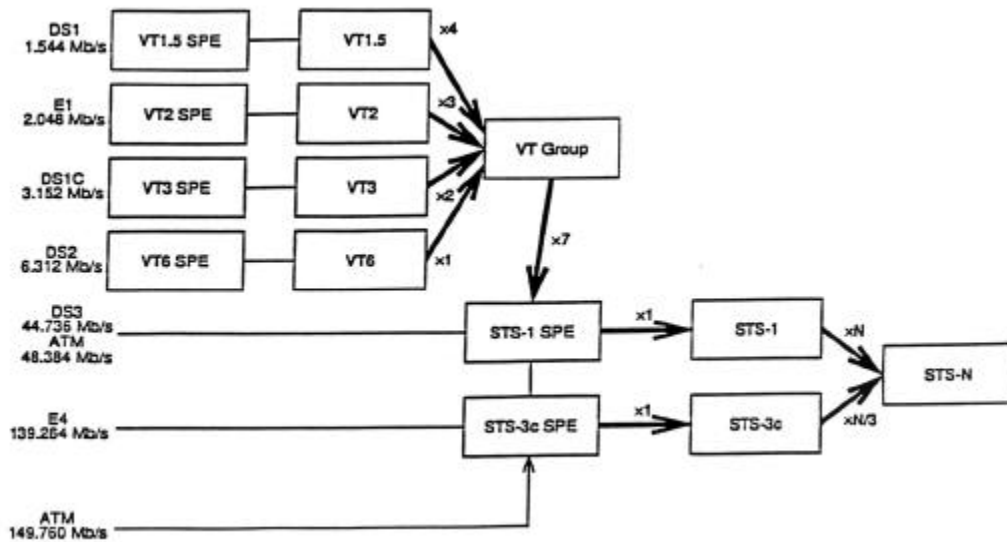 DS1
1.544 Mb/s
VT1.5 SPE
VT1.5
x4
E1
2.048 Mb/s
VT2 SPE
VT2
x3
VT Group
DS1C
3.152 Mb/s
VT3 SPE
VT3
x2
DS2
6.312 Mb/s
VT6 SPE
VT6
x1
x7
DS3
44.736 Mb/s
ATM
48.384 Mb/s
STS-1 SPE
x1
STS-1
xN
STS-N
E4
139.264 Mb/s
STS-3c SPE
x1
STS-3c
xN/3
ATM
149.760 Mb/s